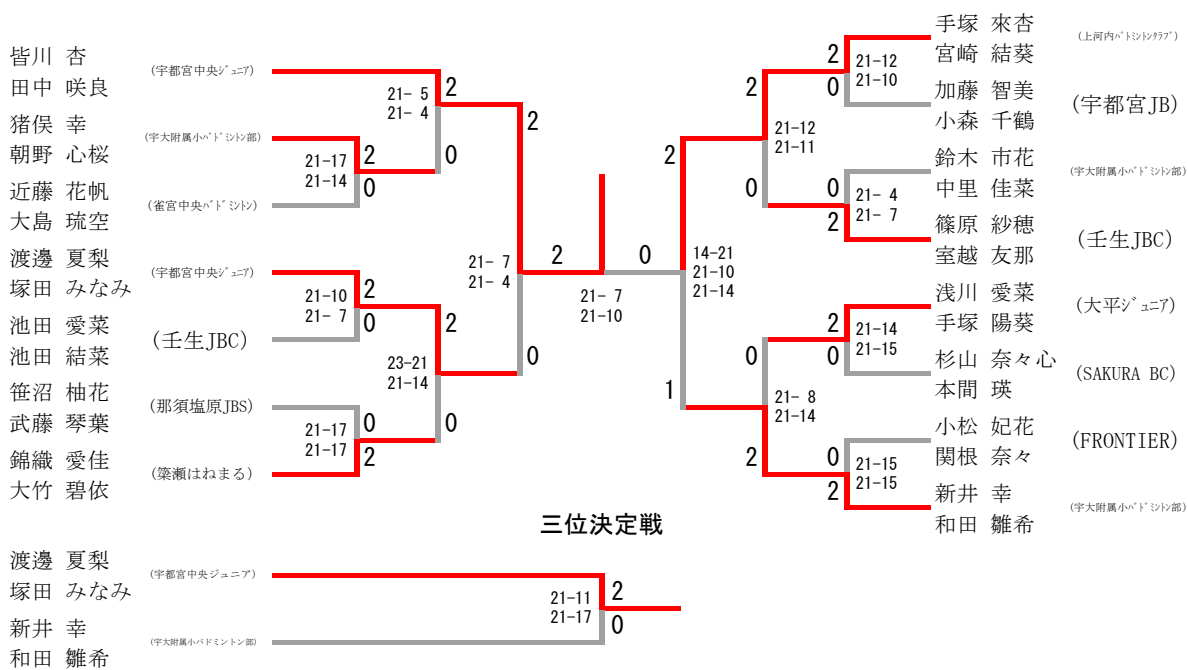 皆川 杏
田中 咲良
(宇都宮中央ジュニア)
猪俣 幸
朝野 心桜
(宇大附属小バドミントン部)
近藤 花帆
大島 琉空
(雀宮中央バドミントン)
渡邊 夏梨
塚田 みなみ
(宇都宮中央ジュニア)
池田 愛菜
池田 結菜
(壬生JBC)
笹沼 柚花
武藤 琴葉
(那須塩原JBS)
錦織 愛佳
大竹 碧依
(簗瀬はねまる)
21- 5
21- 4
2
0
21-17
21-14
2
0
21-10
21- 7
2
0
23-21
21-14
2
0
21-17
21-17
0
2
21- 7
21- 4
2
0
2
0
21- 7
21-10
手塚 來杏
宮崎 結葵
(上河内バドミントンクラブ)
加藤 智美
小森 千鶴
(宇都宮JB)
鈴木 市花
中里 佳菜
(宇大附属小バドミントン部)
篠原 紗穂
室越 友那
(壬生JBC)
浅川 愛菜
手塚 陽葵
(大平ジュニア)
杉山 奈々心
本間 瑛
(SAKURA BC)
小松 妃花
関根 奈々
(FRONTIER)
新井 幸
和田 雛希
(宇大附属小バドミントン部)
2
0
21-12
21-10
2
0
21-12
21-11
0
2
21- 4
21- 7
2
1
14-21
21-10
21-14
2
0
21-14
21-15
0
2
21- 8
21-14
0
2
21-15
21-15
三位決定戦
渡邊 夏梨
塚田 みなみ
(宇都宮中央ジュニア)
新井 幸
和田 雛希
(宇大附属小バドミントン部)
21-11
21-17
2
0